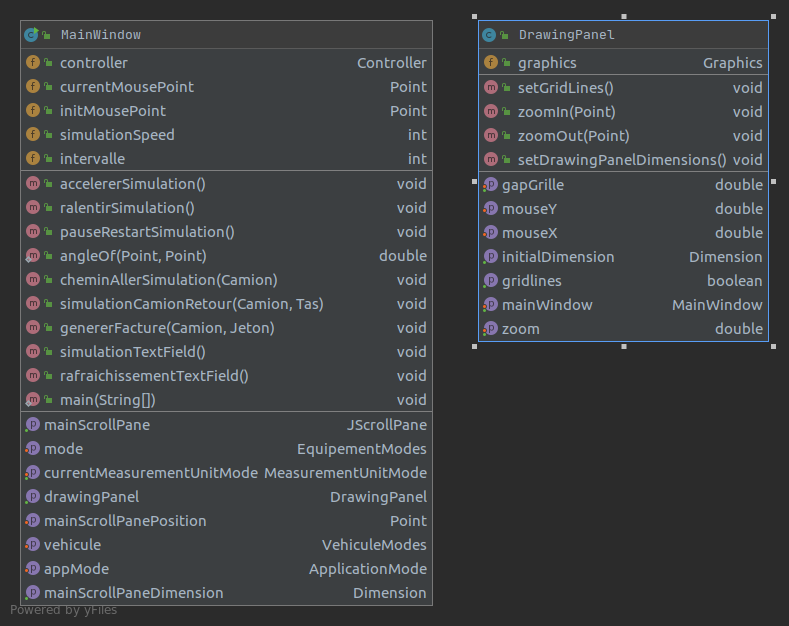 MainWindow
controller Controller
currentMousePoint Point
initMousePoint Point
simulationSpeed int
intervalle int
accelererSimulation() void
ralentirSimulation() void
pauseRestartSimulation() void
angleOf(Point, Point) double
cheminAllerSimulation(Camion) void
simulationCamionRetour(Camion, Tas) void
genererFacture(Camion, Jeton) void
simulationTextField() void
rafraichissementTextField() void
main(String[]) void
mainScrollPane JScrollPane
mode EquipementModes
currentMeasurementUnitMode MeasurementUnitMode
drawingPanel DrawingPanel
mainScrollPanePosition Point
vehicule VehiculeModes
appMode ApplicationMode
mainScrollPaneDimension Dimension
Powered by yFiles
DrawingPanel
graphics Graphics
setGridLines() void
zoomIn(Point) void
zoomOut(Point) void
setDrawingPanelDimensions() void
gapGrille double
mouseY double
mouseX double
initialDimension Dimension
gridlines boolean
mainWindow MainWindow
zoom double